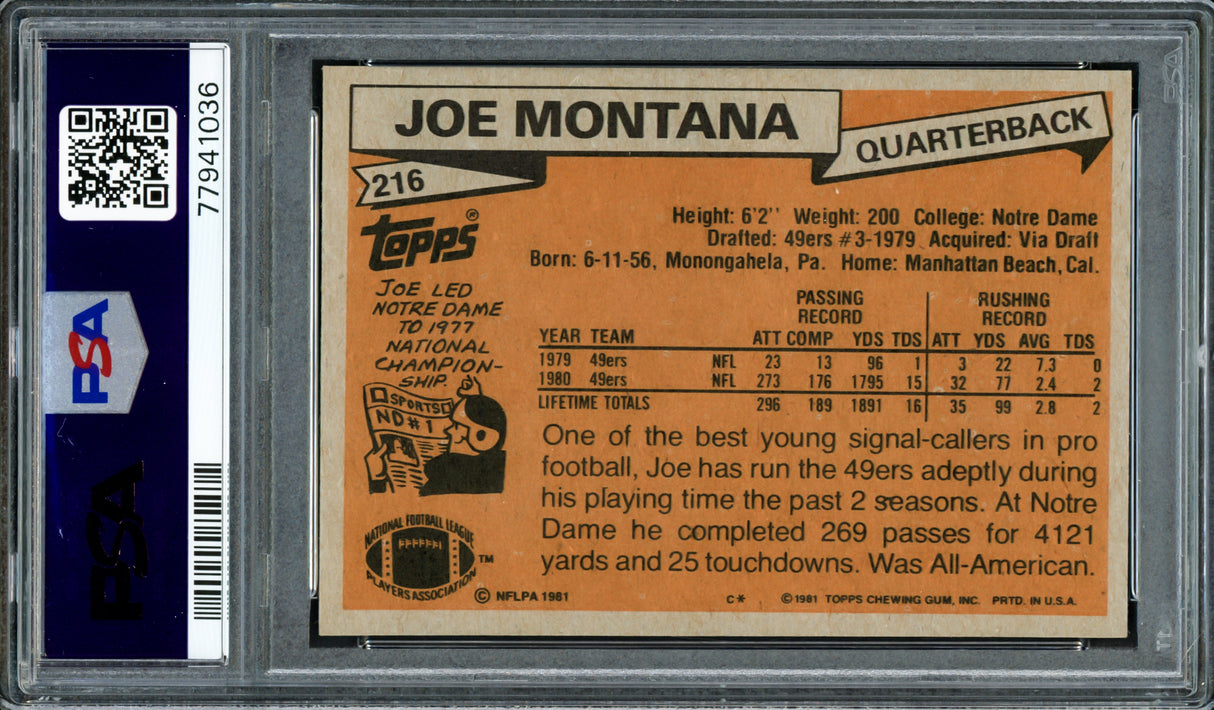 JOE MONTANA
QUARTERBACK
216
Topps®
Height: 6'2'' Weight: 200 College: Notre Dame
Drafted: 49ers #3-1979 Acquired: Via Draft
Born: 6-11-56, Monongahela, Pa. Home: Manhattan Beach, Cal.
JOE LED
NOTRE DAME
TO 1977
NATIONAL
CHAMPION-
SHIP.
SPORTS
ND#1
PASSING RUSHING
RECORD RECORD
YEAR TEAM ATT COMP YDS TDS ATT YDS AVG TDS
1979 49ers NFL 23 13 96 1 3 22 7.3 0
1980 49ers NFL 273 176 1795 15 32 77 2.4 2
LIFETIME TOTALS 296 189 1891 16 35 99 2.8 2
One of the best young signal-callers in pro
football, Joe has run the 49ers adeptly during
his playing time the past 2 seasons. At Notre
Dame he completed 269 passes for 4121
yards and 25 touchdowns. Was All-American.
NATIONAL FOOTBALL LEAGUE
PLAYERS ASSOCIATION
™
© NFLPA 1981
C*
©1981 TOPPS CHEWING GUM, INC. PRTD. IN U.S.A.
77941036
PSA
PSA
PSA